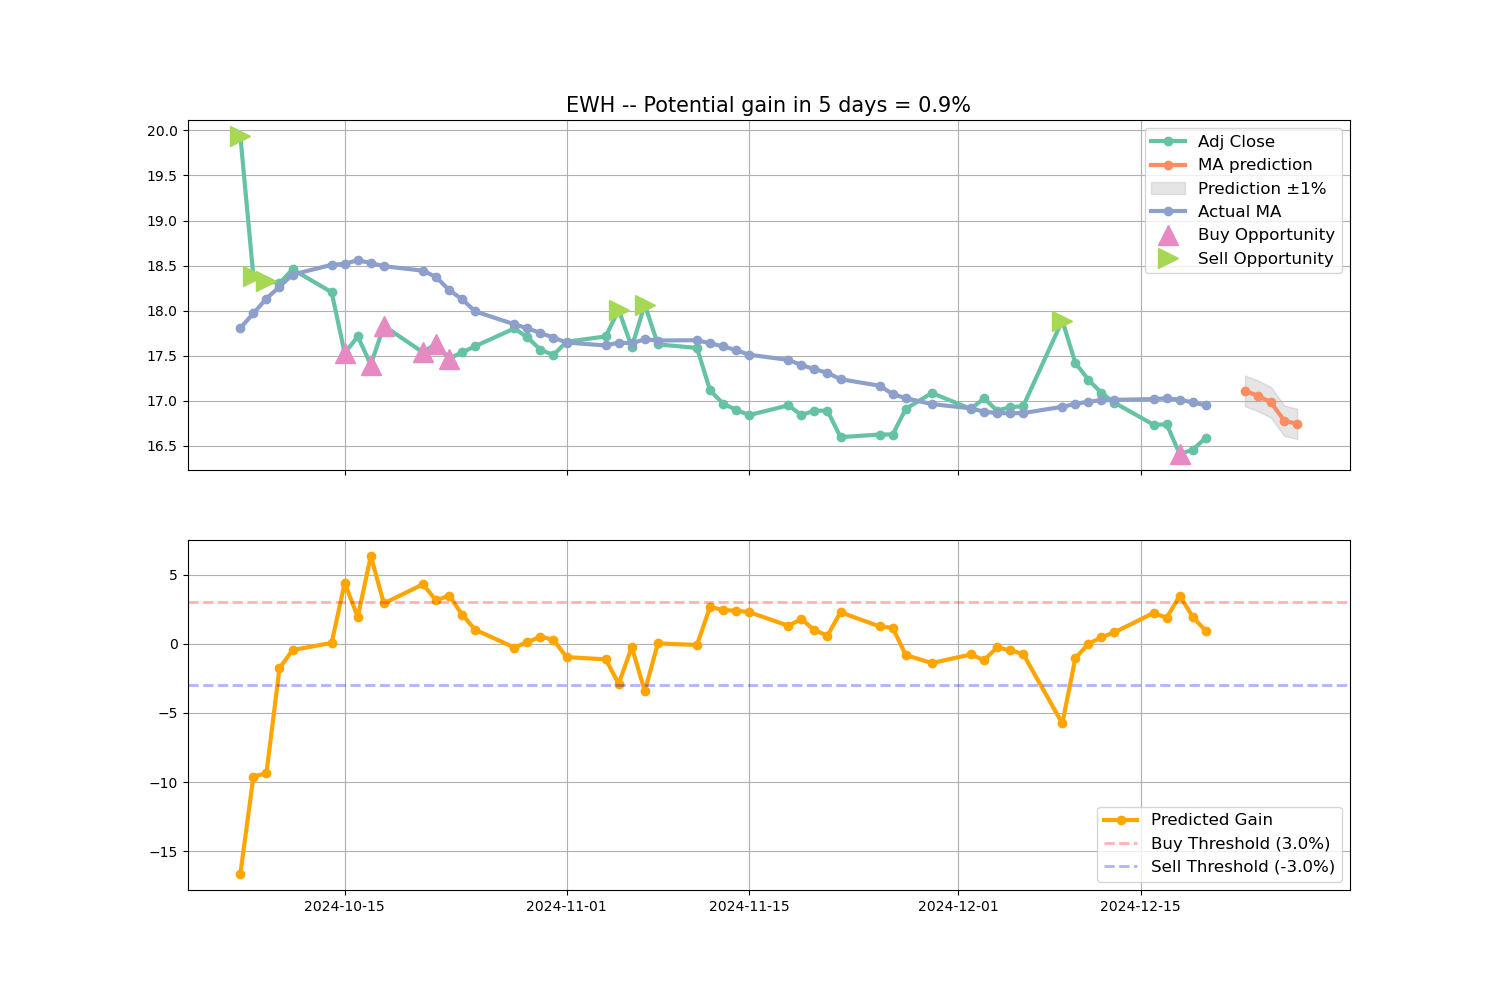 EWH -- Potential gain in 5 days = 0.9%
20.0
19.5
19.0
18.5
18.0
17.5
17.0
16.5
Adj Close
MA prediction
Prediction ±1%
Actual MA
Buy Opportunity
Sell Opportunity
5
0
−5
−10
−15
Predicted Gain
Buy Threshold (3.0%)
Sell Threshold (-3.0%)
2024-10-15
2024-11-01
2024-11-15
2024-12-01
2024-12-15